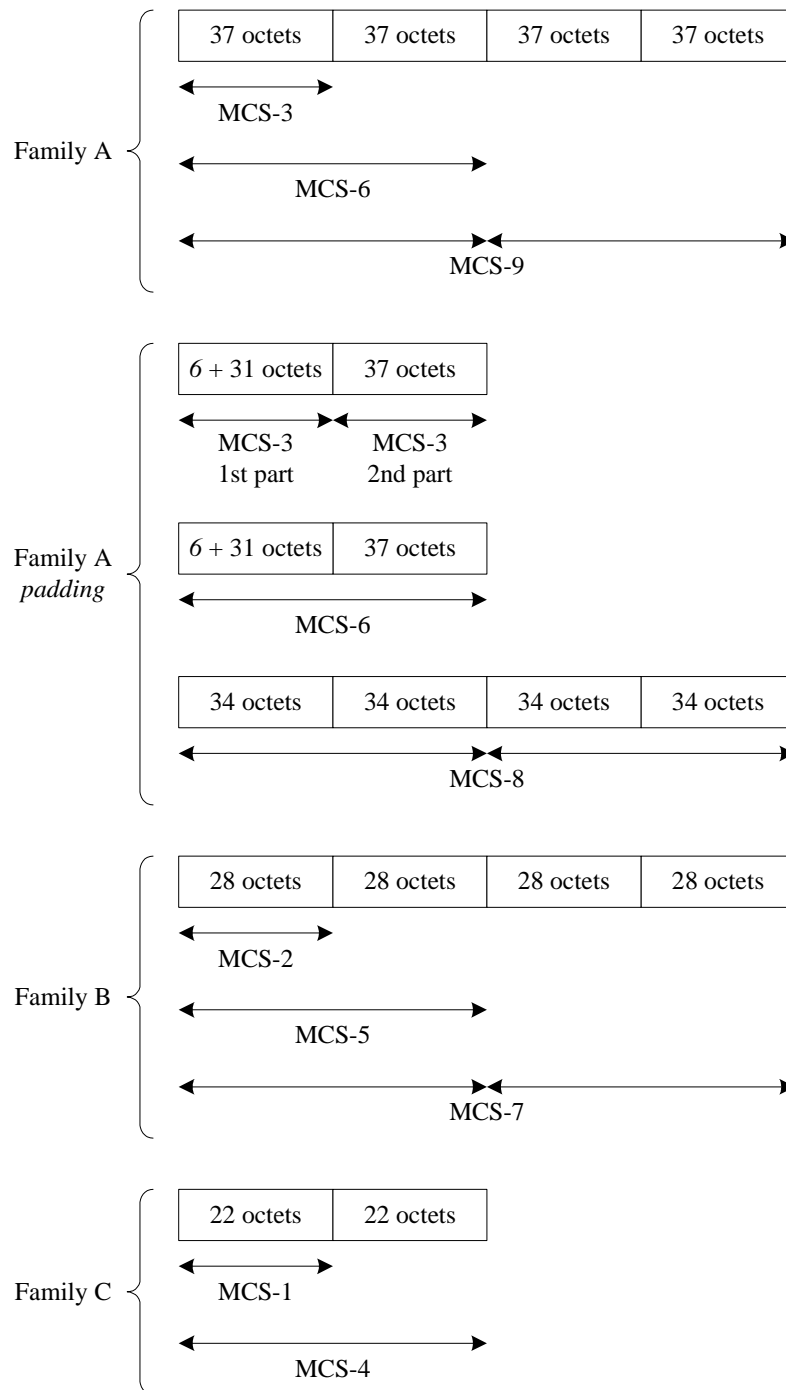 37 octets 37 octets 37 octets 37 octets
MCS-3
Family A
MCS-6
MCS-9
6 + 31 octets 37 octets
MCS-3 MCS-3
1st part 2nd part
6 + 31 octets 37 octets
Family A
padding
MCS-6
34 octets 34 octets 34 octets 34 octets
MCS-8
28 octets 28 octets 28 octets 28 octets
MCS-2
Family B
MCS-5
MCS-7
22 octets 22 octets
MCS-1
Family C
MCS-4